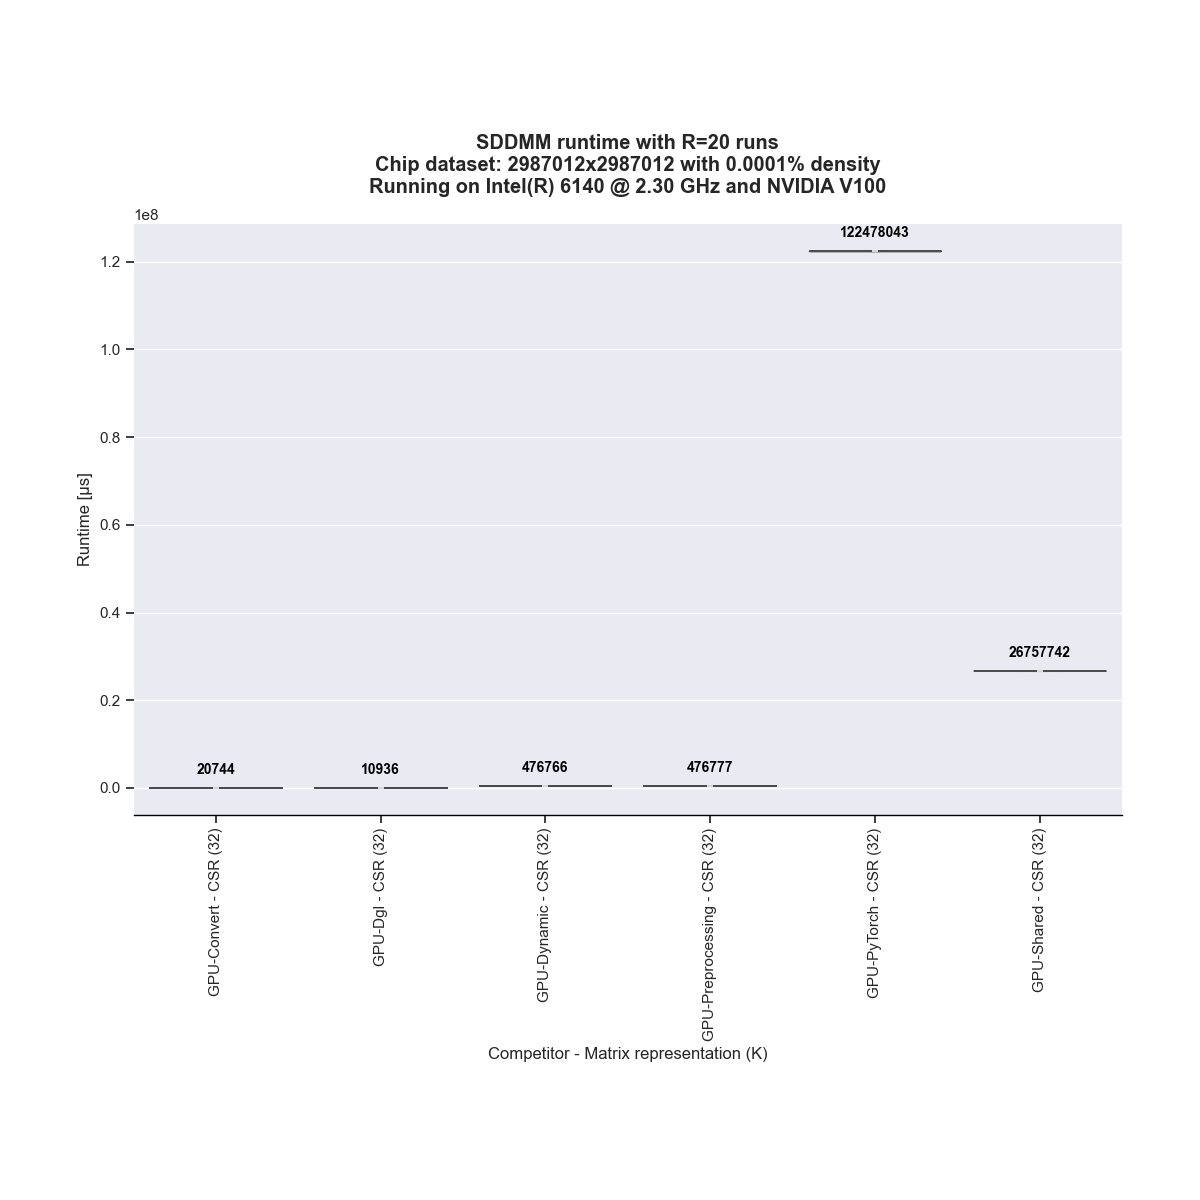 SDDMM runtime with R=20 runs
Chip dataset: 2987012x2987012 with 0.0001% density
Running on Intel(R) 6140 @ 2.30 GHz and NVIDIA V100
1e8
122478043
1.2
1.0
0.8
0.6
0.4
26757742
0.2
20744
10936
476766
476777
0.0
Runtime [µs]
GPU-Convert - CSR (32)
GPU-Dgl - CSR (32)
GPU-Dynamic - CSR (32)
GPU-Preprocessing - CSR (32)
GPU-PyTorch - CSR (32)
GPU-Shared - CSR (32)
Competitor - Matrix representation (K)